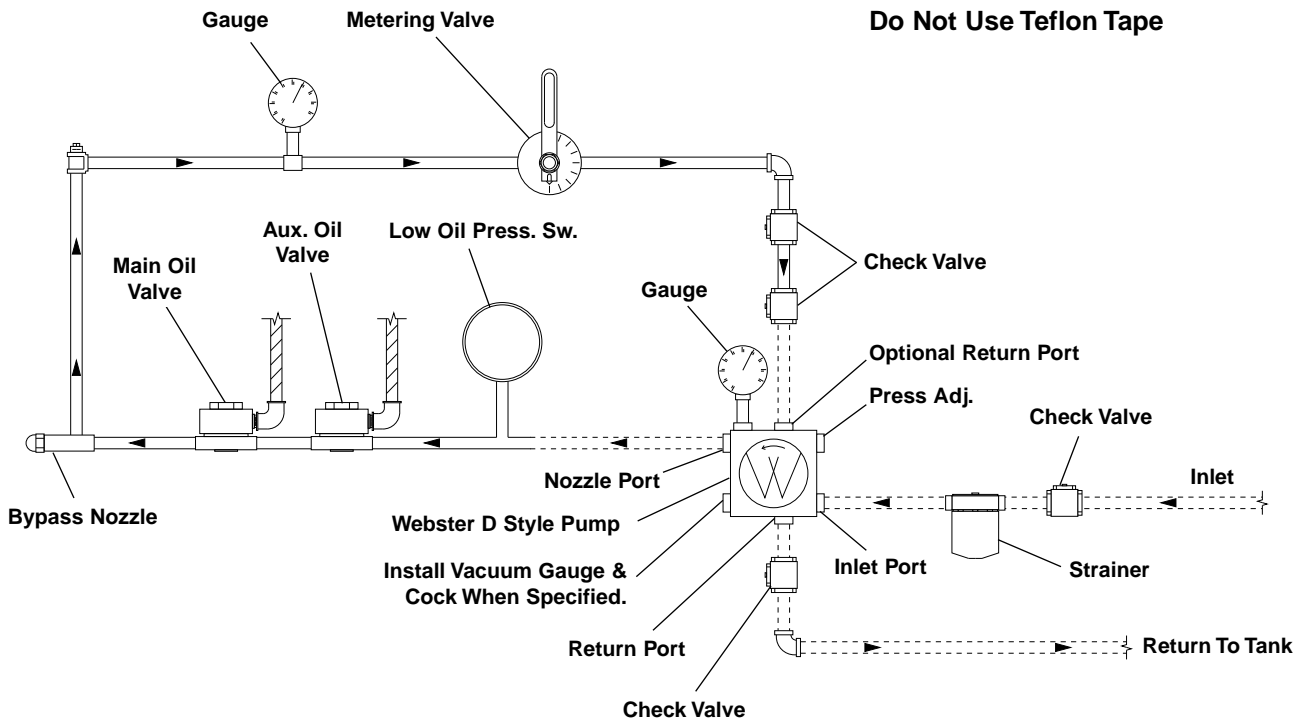 Gauge
Metering Valve
Do Not Use Teflon Tape
Main Oil
Valve
Aux. Oil
Valve
Low Oil Press. Sw.
Check Valve
Gauge
Optional Return Port
Press Adj.
Check Valve
Inlet
Nozzle Port
W
Bypass Nozzle
Webster D Style Pump
Install Vacuum Gauge &
Cock When Specified.
Inlet Port
Strainer
Return Port
Return To Tank
Check Valve